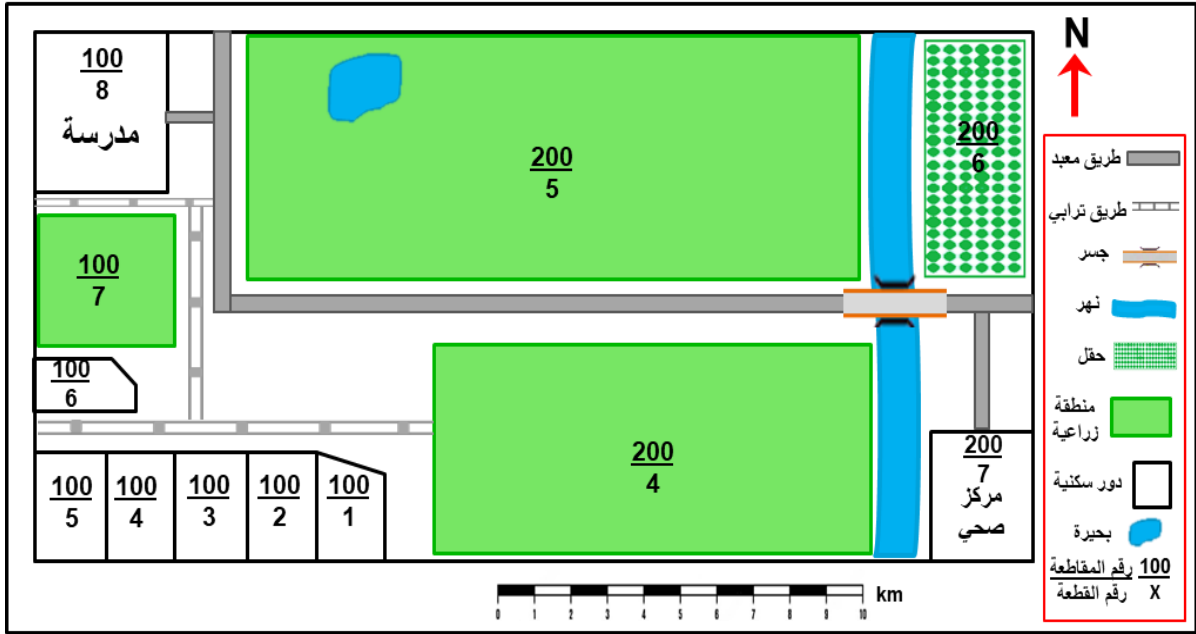 100
8
مدرسة
200
5
200
6
N
100
7
100
6
100
5
100
4
100
3
100
2
100
1
200
4
200
7
مركز
صحي
طريق معبد
طريق ترابي
جسر
نهر
حقل
منطقة
زراعية
دور سكنية
بحيرة
رقم المقاطعة 100
رقم القطعة X
0 1 2 3 4 5 6 7 8 9 10 km